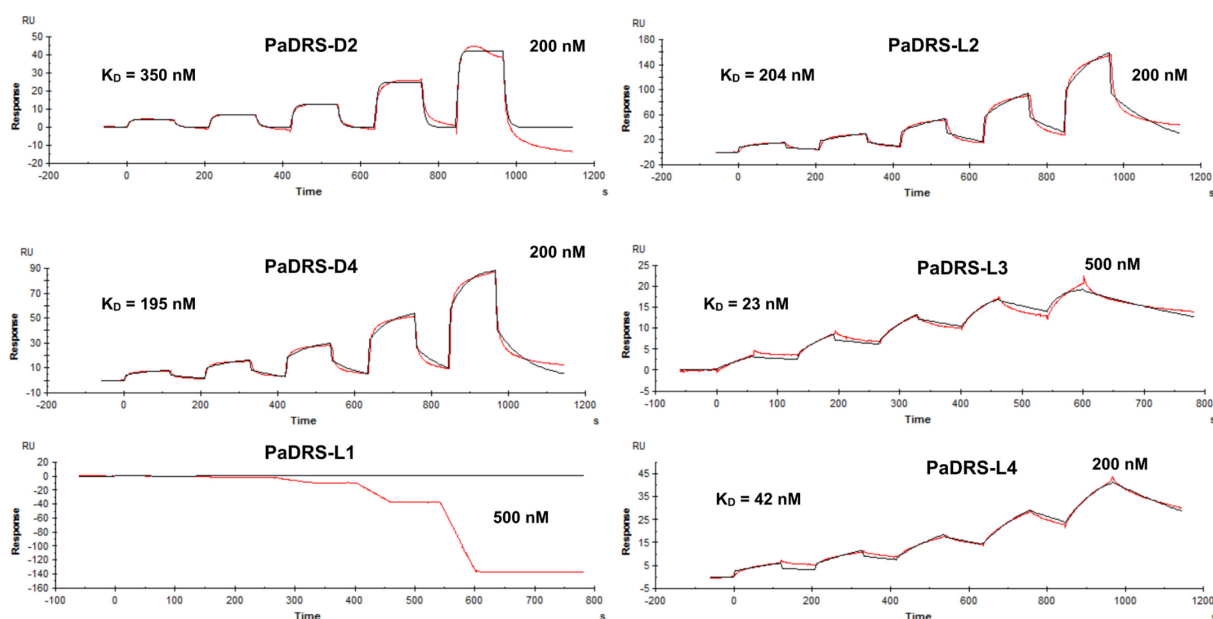 RU
PaDRS-D2
200 nM
K_D = 350 nM
Response
50
40
30
20
10
0
-10
-20
-200 0 200 400 600 800 1000 1200
Time
s
RU
PaDRS-L2
K_D = 204 nM
200 nM
Response
180
140
100
60
20
-20
-200 0 200 400 600 800 1000 1200
Time
s
RU
200 nM
PaDRS-D4
K_D = 195 nM
Response
90
70
50
30
10
-10
-200 0 200 400 600 800 1000 1200
Time
s
RU
PaDRS-L3
500 nM
K_D = 23 nM
Response
25
20
15
10
5
0
-5
-100 0 100 200 300 400 500 600 700 800
Time
s
RU
PaDRS-L1
500 nM
Response
20
0
-20
-40
-60
-80
-100
-120
-140
-160
-100 0 100 200 300 400 500 600 700 800
Time
s
RU
PaDRS-L4
200 nM
K_D = 42 nM
Response
45
35
25
15
5
-5
-200 0 200 400 600 800 1000 1200
Time
s